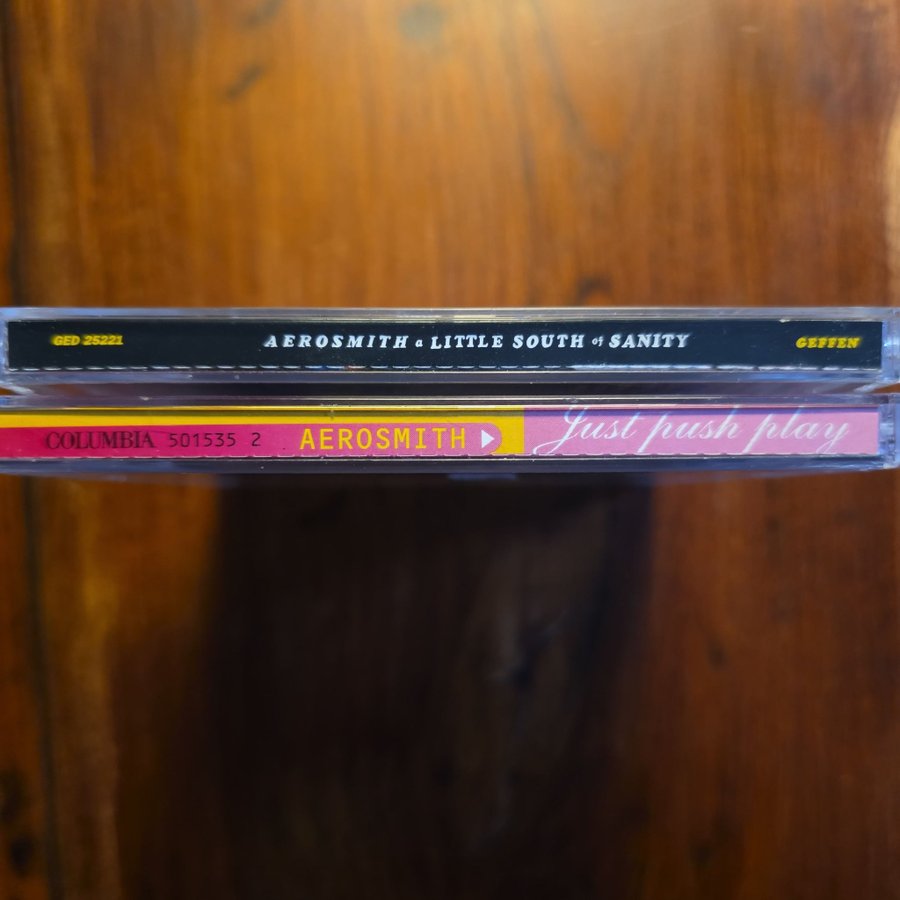 GED 25221 AEROSMITH a LITTLE SOUTH of SANITY GEFFEN
COLUMBIA 501535 2 AEROSMITH Just push play